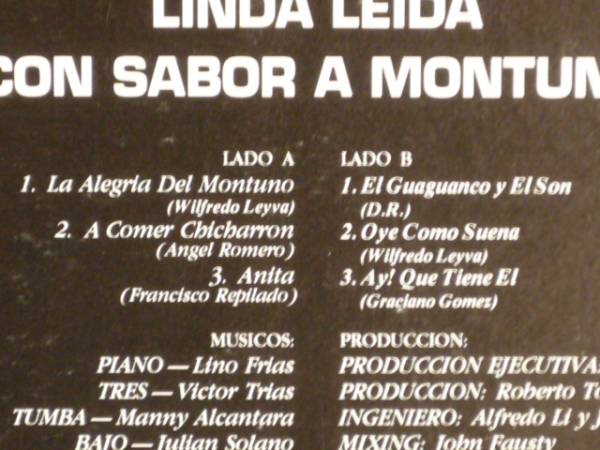 LINDA LEIDA
CON SABOR A MONTUN
LADO A
1. La Alegria Del Montuno
(Wilfredo Leyva)
2. A Comer Chicharron
(Angel Romero)
3. Anita
(Francisco Repilado)
LADO B
1. El Guaguanco y El Son
(D.R.)
2. Oye Como Suena
(Wilfredo Leyva)
3. Ay! Que Tiene El
(Graciano Gomez)
MUSICOS:
PIANO — Lino Frias
TRES — Victor Trias
TUMBA — Manny Alcantara
BAJO — Julian Solano
PRODUCCION:
PRODUCCION EJECUTIVA:
PRODUCCION: Roberto To
INGENIERO: Alfredo Li y J
MIXING: John Fausty